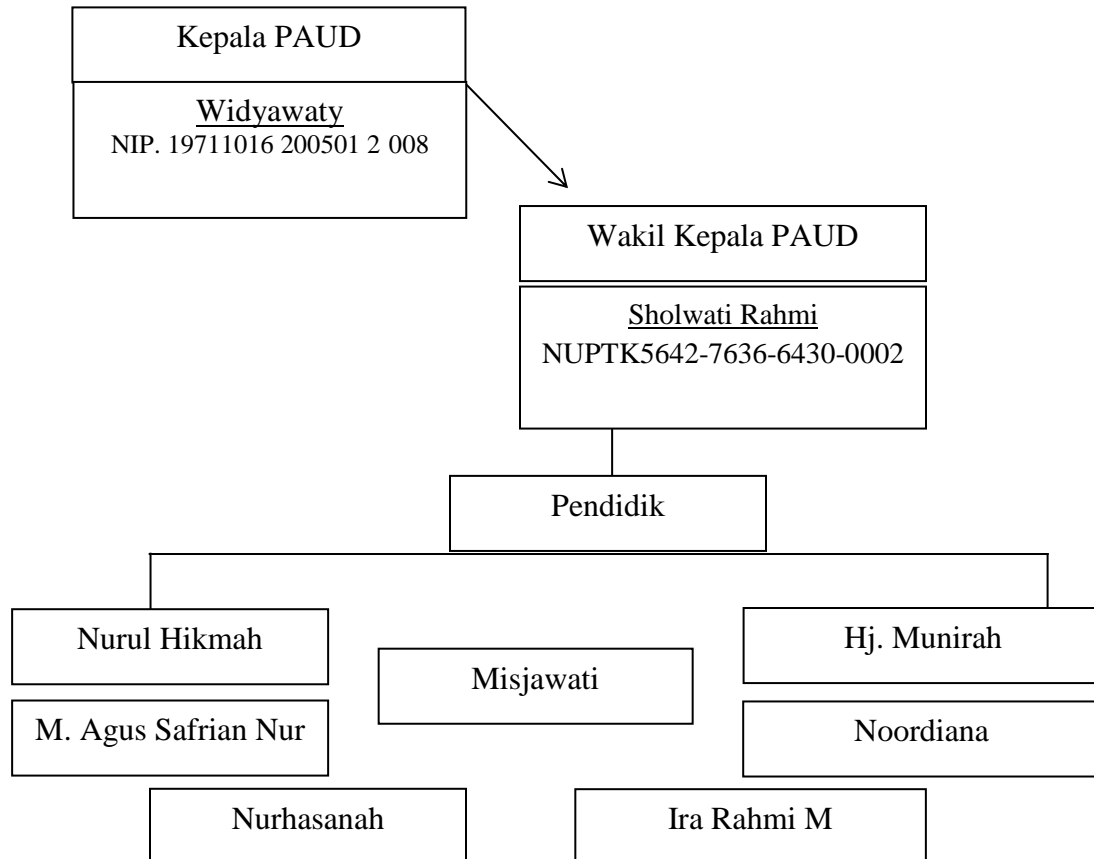 Kepala PAUD
Widyawaty
NIP. 19711016 200501 2 008
Wakil Kepala PAUD
Sholwati Rahmi
NUPTK5642-7636-6430-0002
Pendidik
Nurul Hikmah
Hj. Munirah
Misjawati
M. Agus Safrian Nur
Noordiana
Nurhasanah
Ira Rahmi M